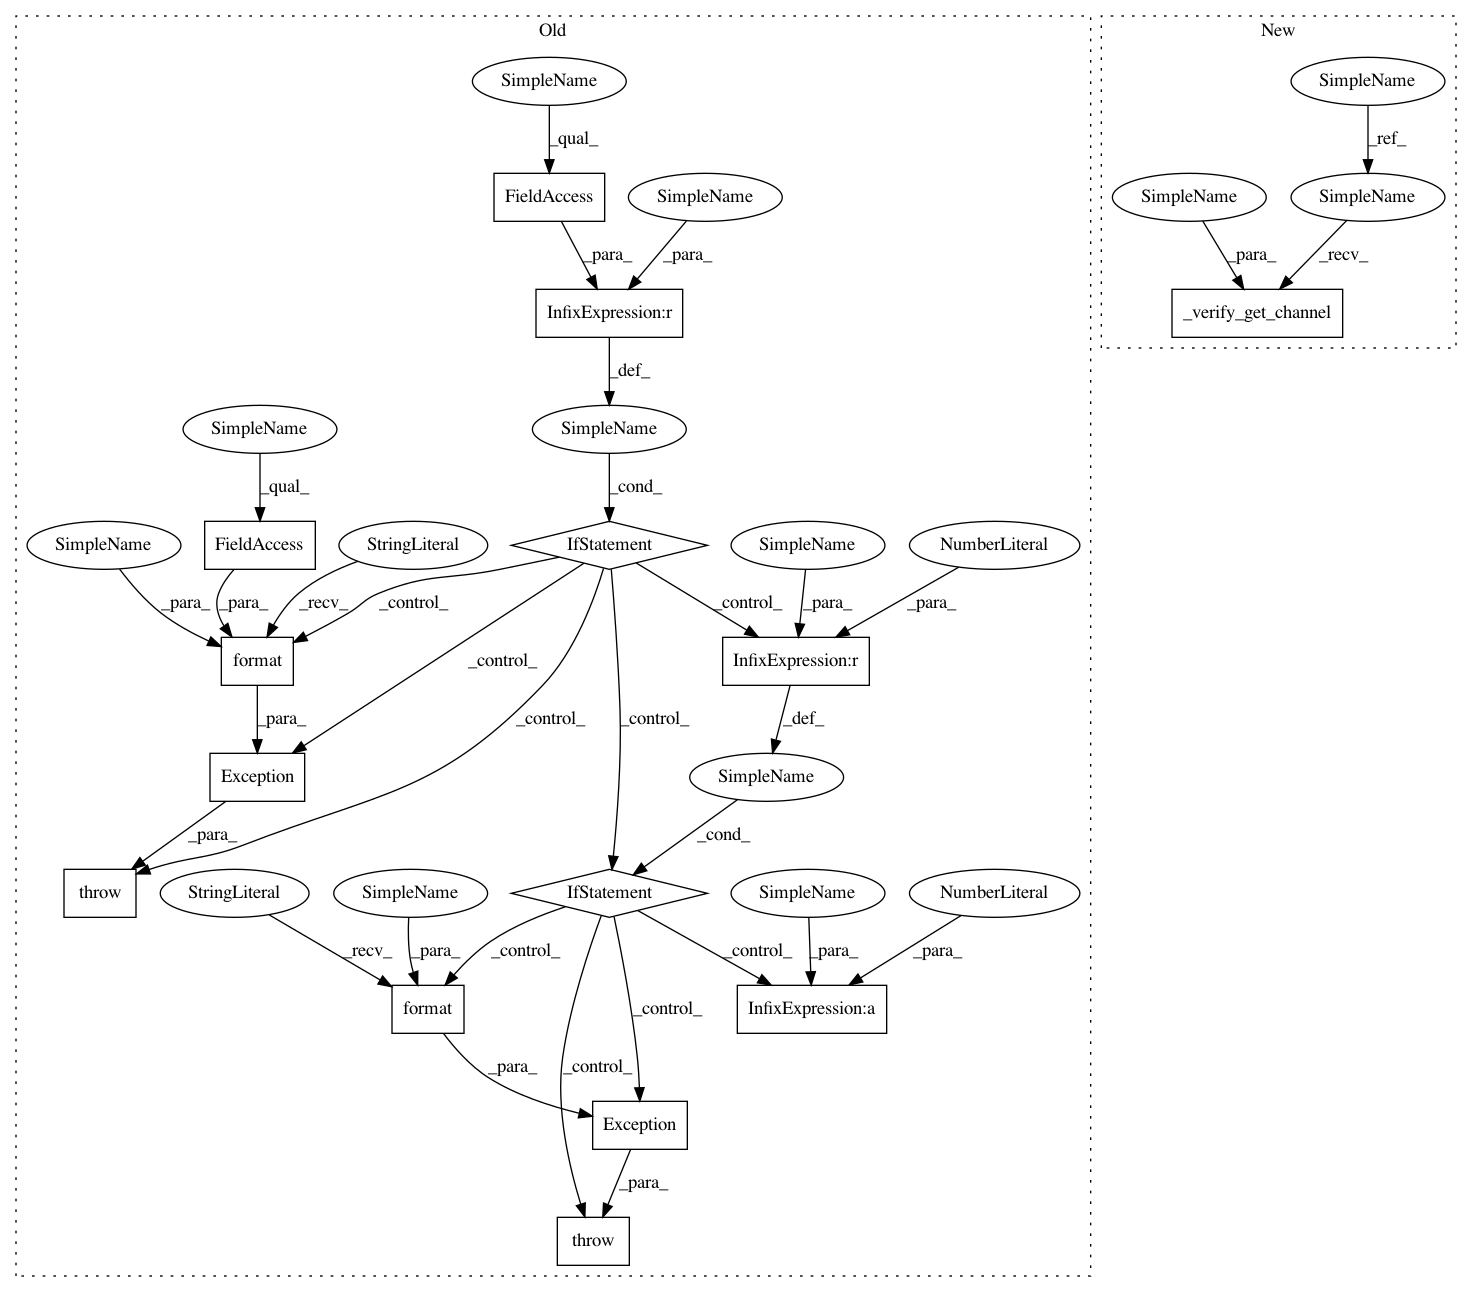 Old
New
SimpleName
SimpleName
_qual_
_ref_
FieldAccess
SimpleName
SimpleName
SimpleName
_para_
_para_
_para_
_recv_
InfixExpression:r
_verify_get_channel
_def_
SimpleName
SimpleName
_qual_
_cond_
SimpleName
FieldAccess
StringLiteral
IfStatement
SimpleName
NumberLiteral
_para_
_para_
_recv_
_control_
_control_
_para_
_para_
format
InfixExpression:r
_control_
_para_
_control_
_control_
_def_
Exception
SimpleName
_para_
_cond_
throw
StringLiteral
SimpleName
IfStatement
SimpleName
NumberLiteral
_recv_
_para_
_control_
_control_
_para_
_para_
format
InfixExpression:a
_control_
_para_
_control_
Exception
_para_
throw